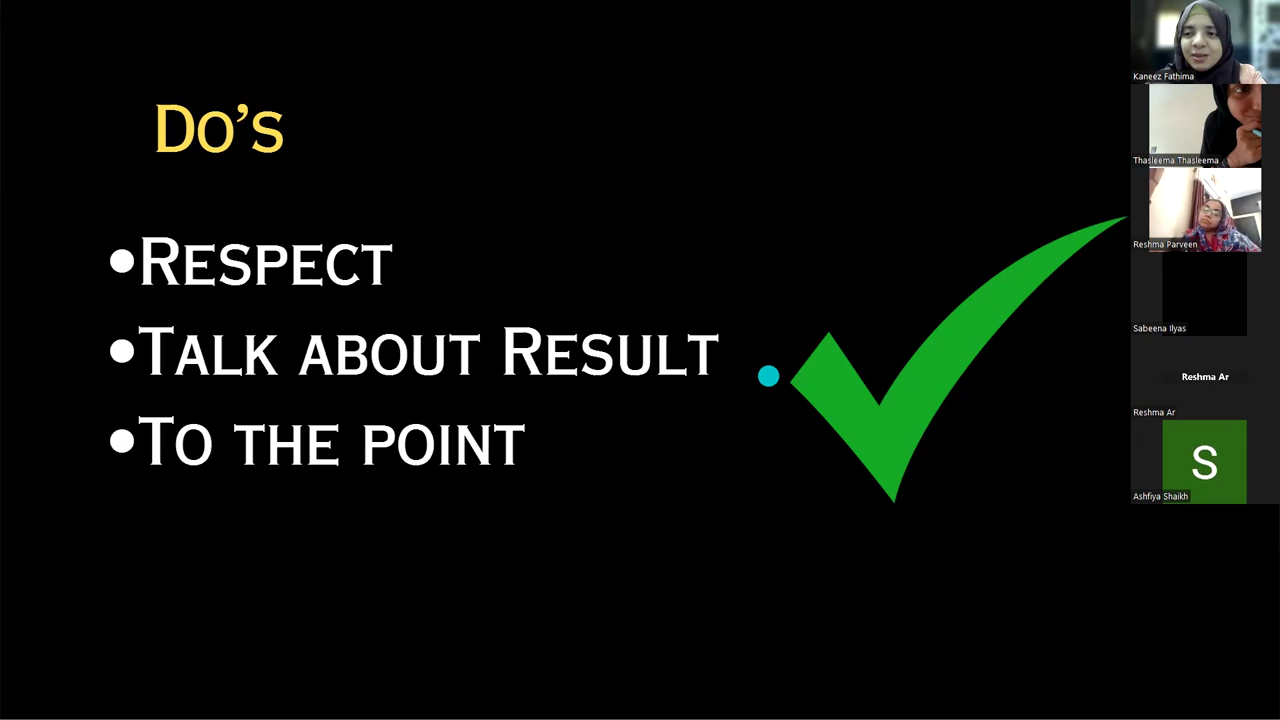 Do's
•Respect
•Talk about Result
•To the point
Kaneez Fathima
Thasleema Thasleema
Reshma Parveen
Sabeena Ilyas
Reshma Ar
Reshma Ar
S
Ashfiya Shaikh